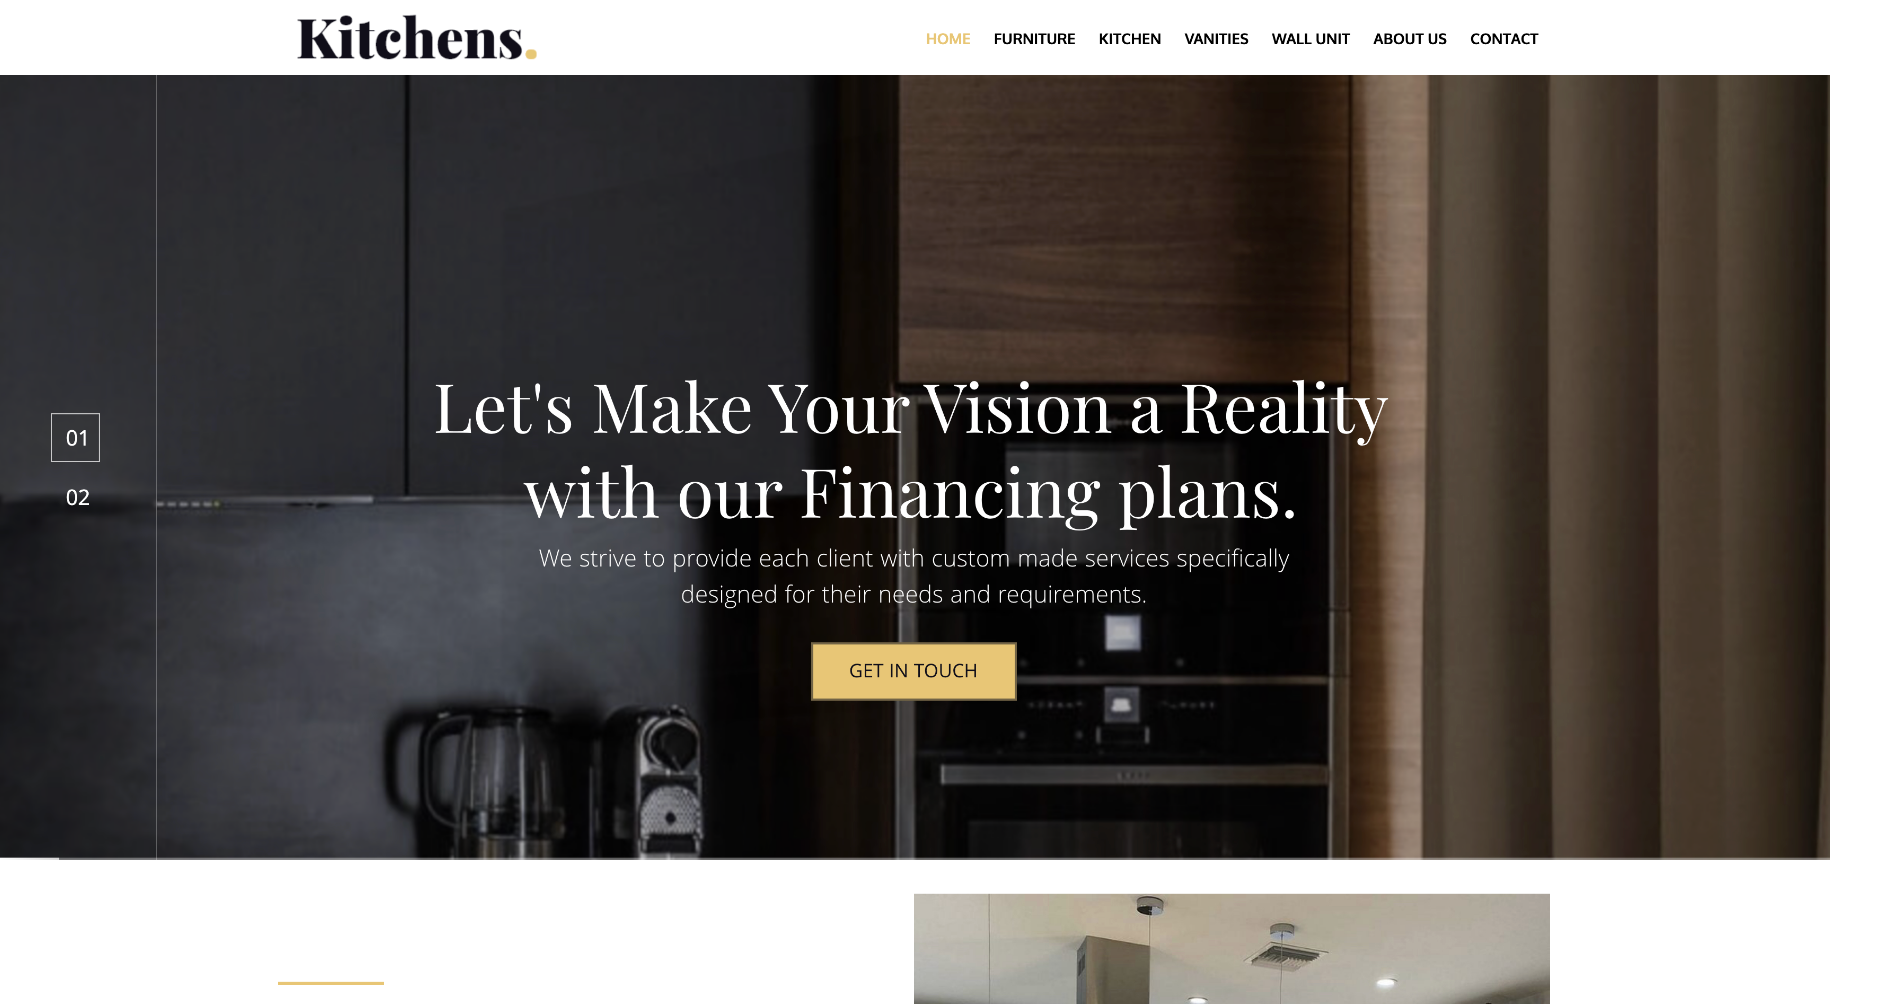 Kitchens.
HOME FURNITURE KITCHEN VANITIES WALL UNIT ABOUT US CONTACT
01
02
Let's Make Your Vision a Reality
with our Financing plans.
We strive to provide each client with custom made services specifically
designed for their needs and requirements.
GET IN TOUCH